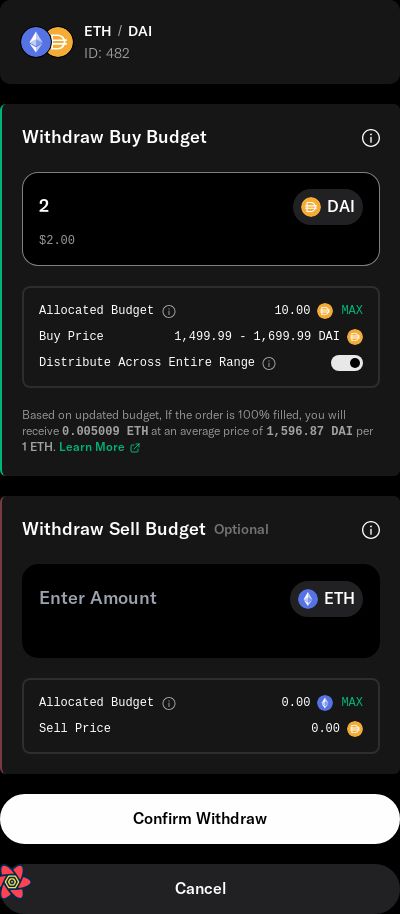 ETH / DAI
ID: 482
Withdraw Buy Budget
2
DAI
$2.00
Allocated Budget 10.00 MAX
Buy Price 1,499.99 - 1,699.99 DAI
Distribute Across Entire Range
Based on updated budget, If the order is 100% filled, you will
receive 0.005009 ETH at an average price of 1,596.87 DAI per
1 ETH. Learn More
Withdraw Sell Budget Optional
Enter Amount
ETH
Allocated Budget 0.00 MAX
Sell Price 0.00
Confirm Withdraw
Cancel